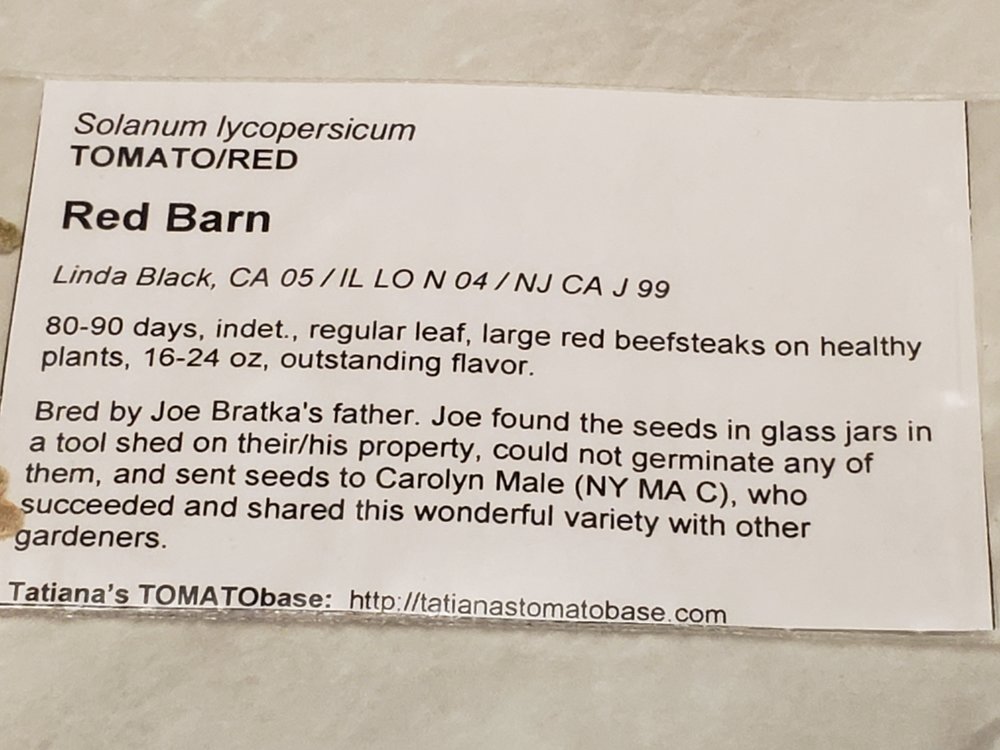 Solanum lycopersicum
TOMATO/RED
Red Barn
Linda Black, CA 05 / IL LO N 04 / NJ CA J 99
80-90 days, indet., regular leaf, large red beefsteaks on healthy
plants, 16-24 oz, outstanding flavor.
Bred by Joe Bratka's father. Joe found the seeds in glass jars in
a tool shed on their/his property, could not germinate any of
them, and sent seeds to Carolyn Male (NY MA C), who
succeeded and shared this wonderful variety with other
gardeners.
Tatiana's TOMATObase: http://tatianastomatobase.com